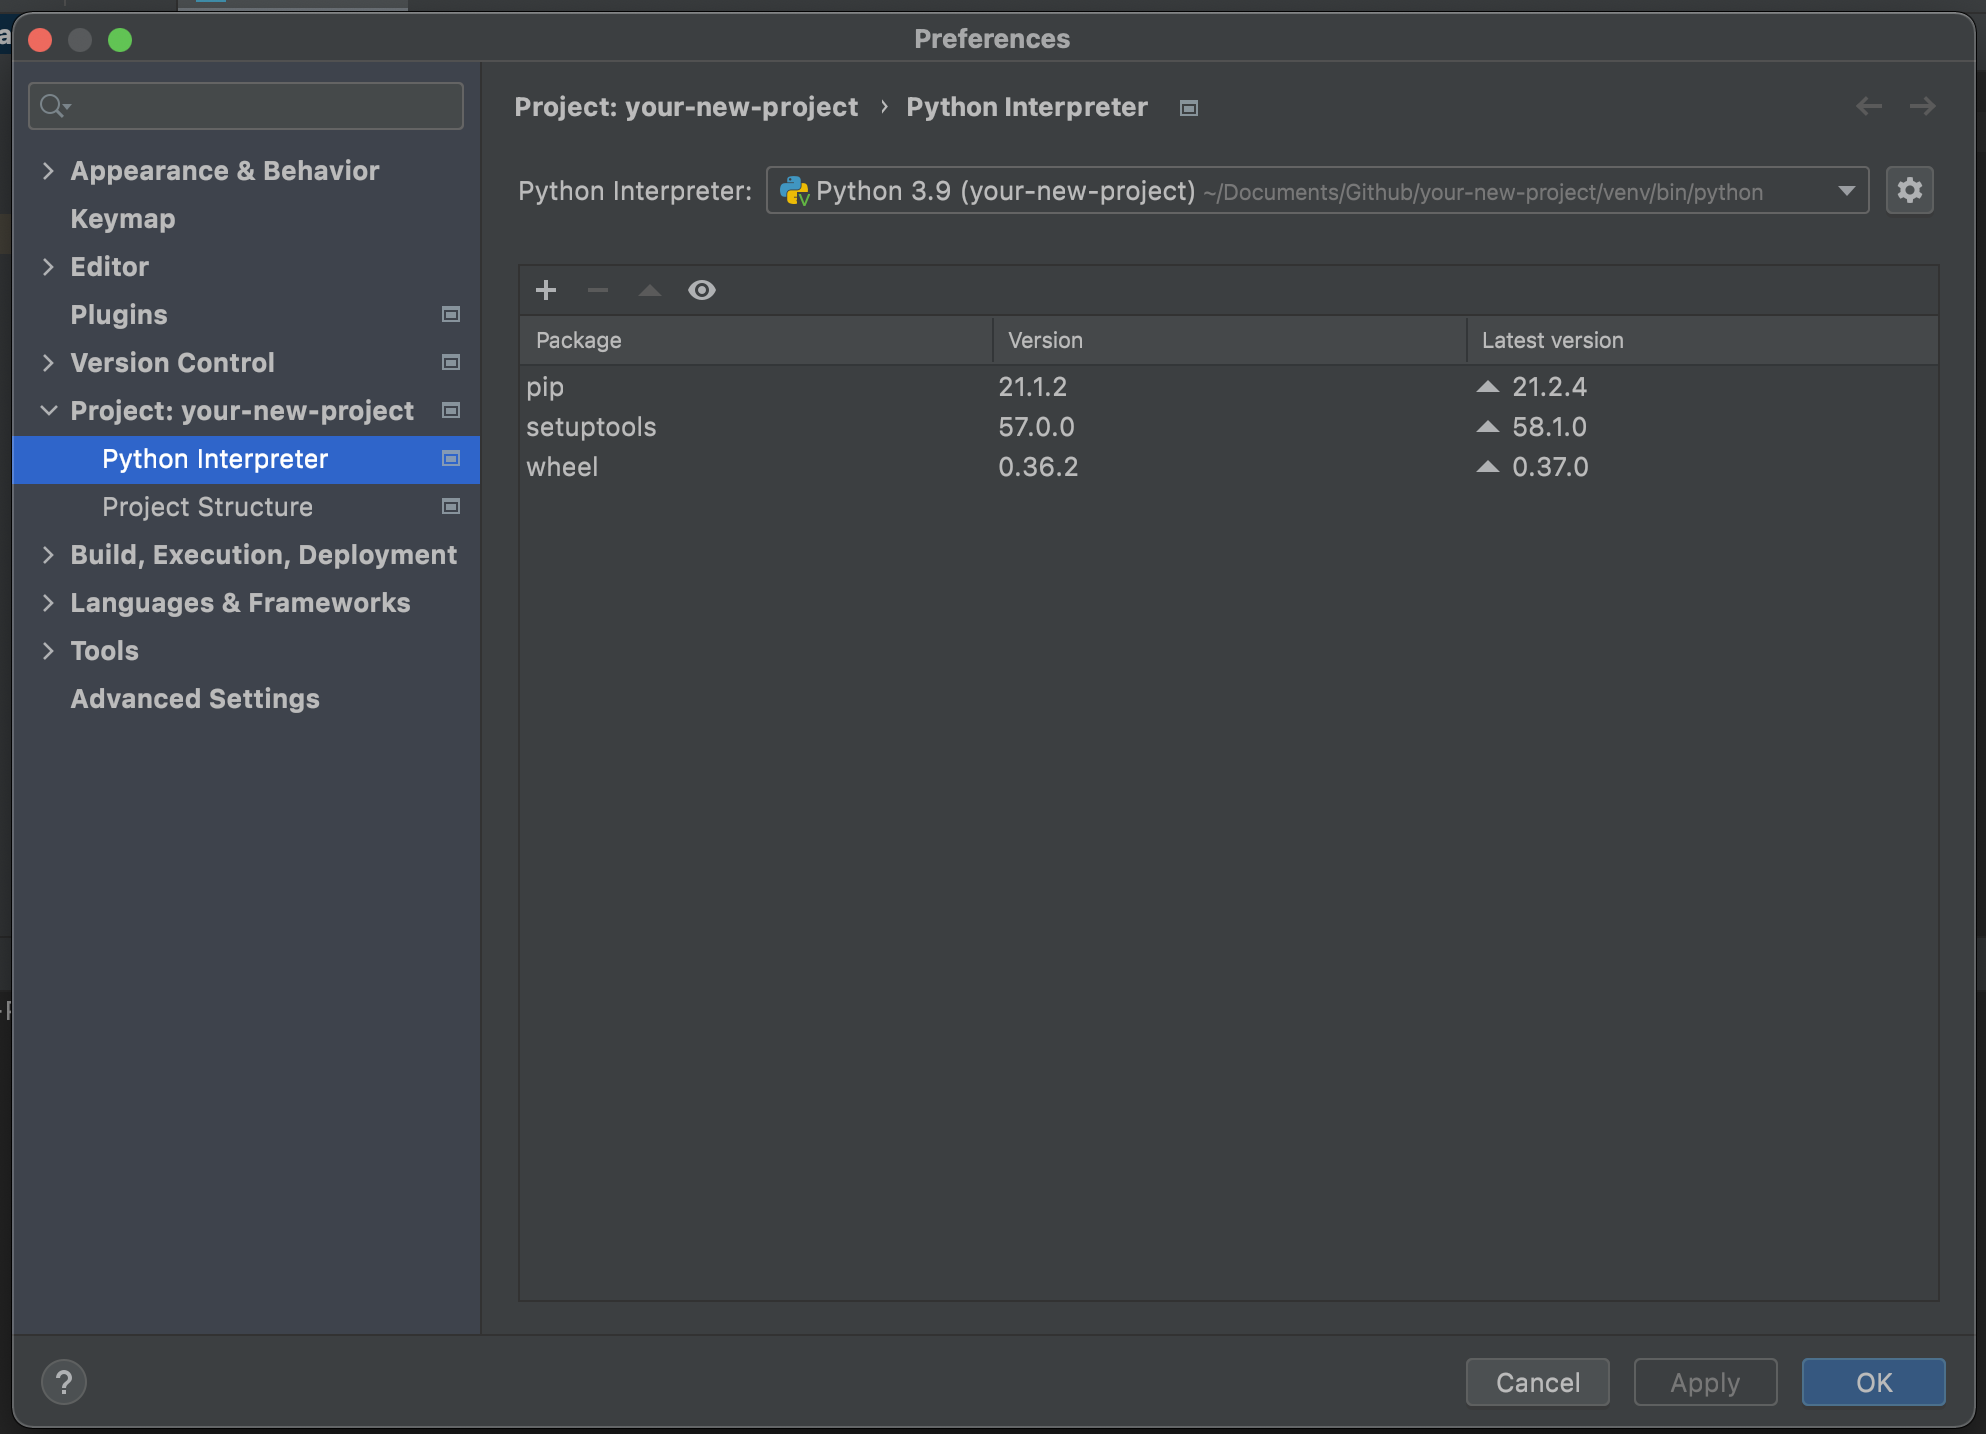 Preferences
Project: your-new-project › Python Interpreter
Appearance & Behavior
Keymap
Editor
Plugins
Version Control
Project: your-new-project
Python Interpreter
Project Structure
Build, Execution, Deployment
Languages & Frameworks
Tools
Advanced Settings
Python Interpreter: Python 3.9 (your-new-project) ~/Documents/Github/your-new-project/venv/bin/python
Package Version Latest version
pip 21.1.2 21.2.4
setuptools 57.0.0 58.1.0
wheel 0.36.2 0.37.0
? Cancel Apply OK